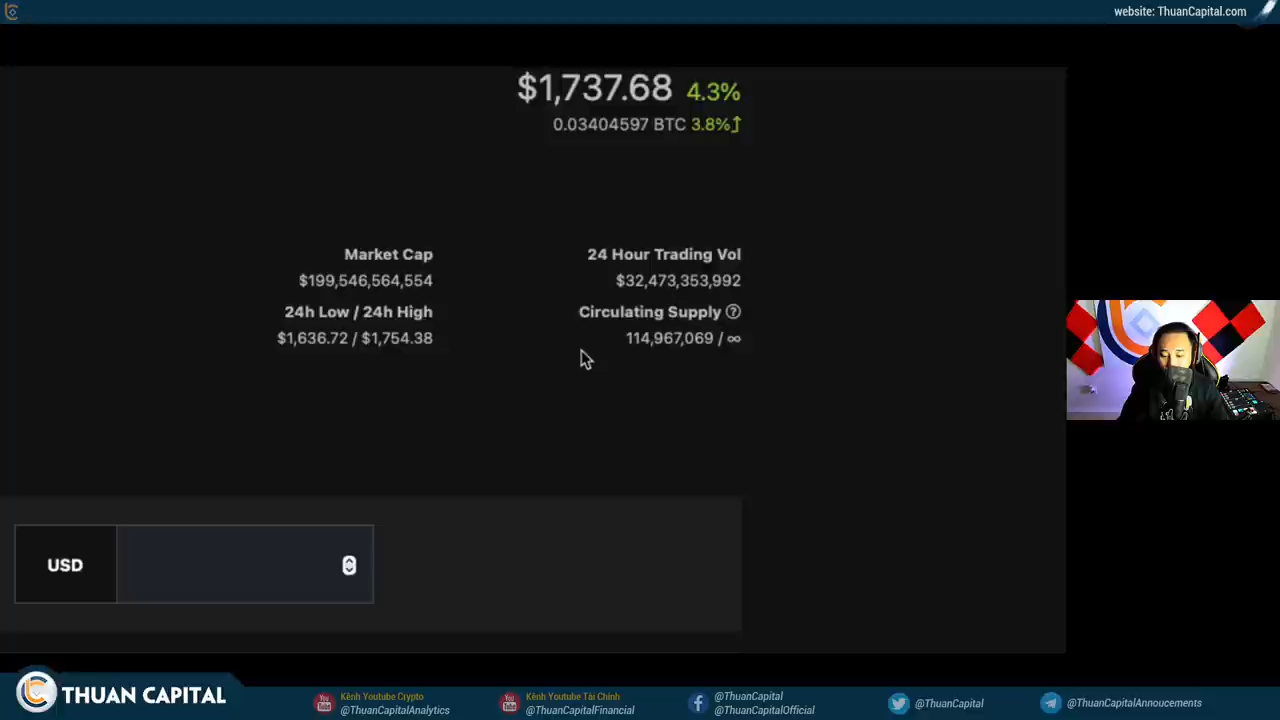 website: ThuanCapital.com
$1,737.68 4.3%
0.03404597 BTC 3.8%
Market Cap
$199,546,564,554
24 Hour Trading Vol
$32,473,353,992
24h Low / 24h High
$1,636.72 / $1,754.38
Circulating Supply ?
114,967,069 / ∞
USD
THUAN CAPITAL
Kênh Youtube Crypto
@ThuanCapitalAnalytics
Kênh Youtube Tài Chính
@ThuanCapitalFinancial
@ThuanCapital
@ThuanCapitalOfficial
@ThuanCapital
@ThuanCapitalAnnoucements